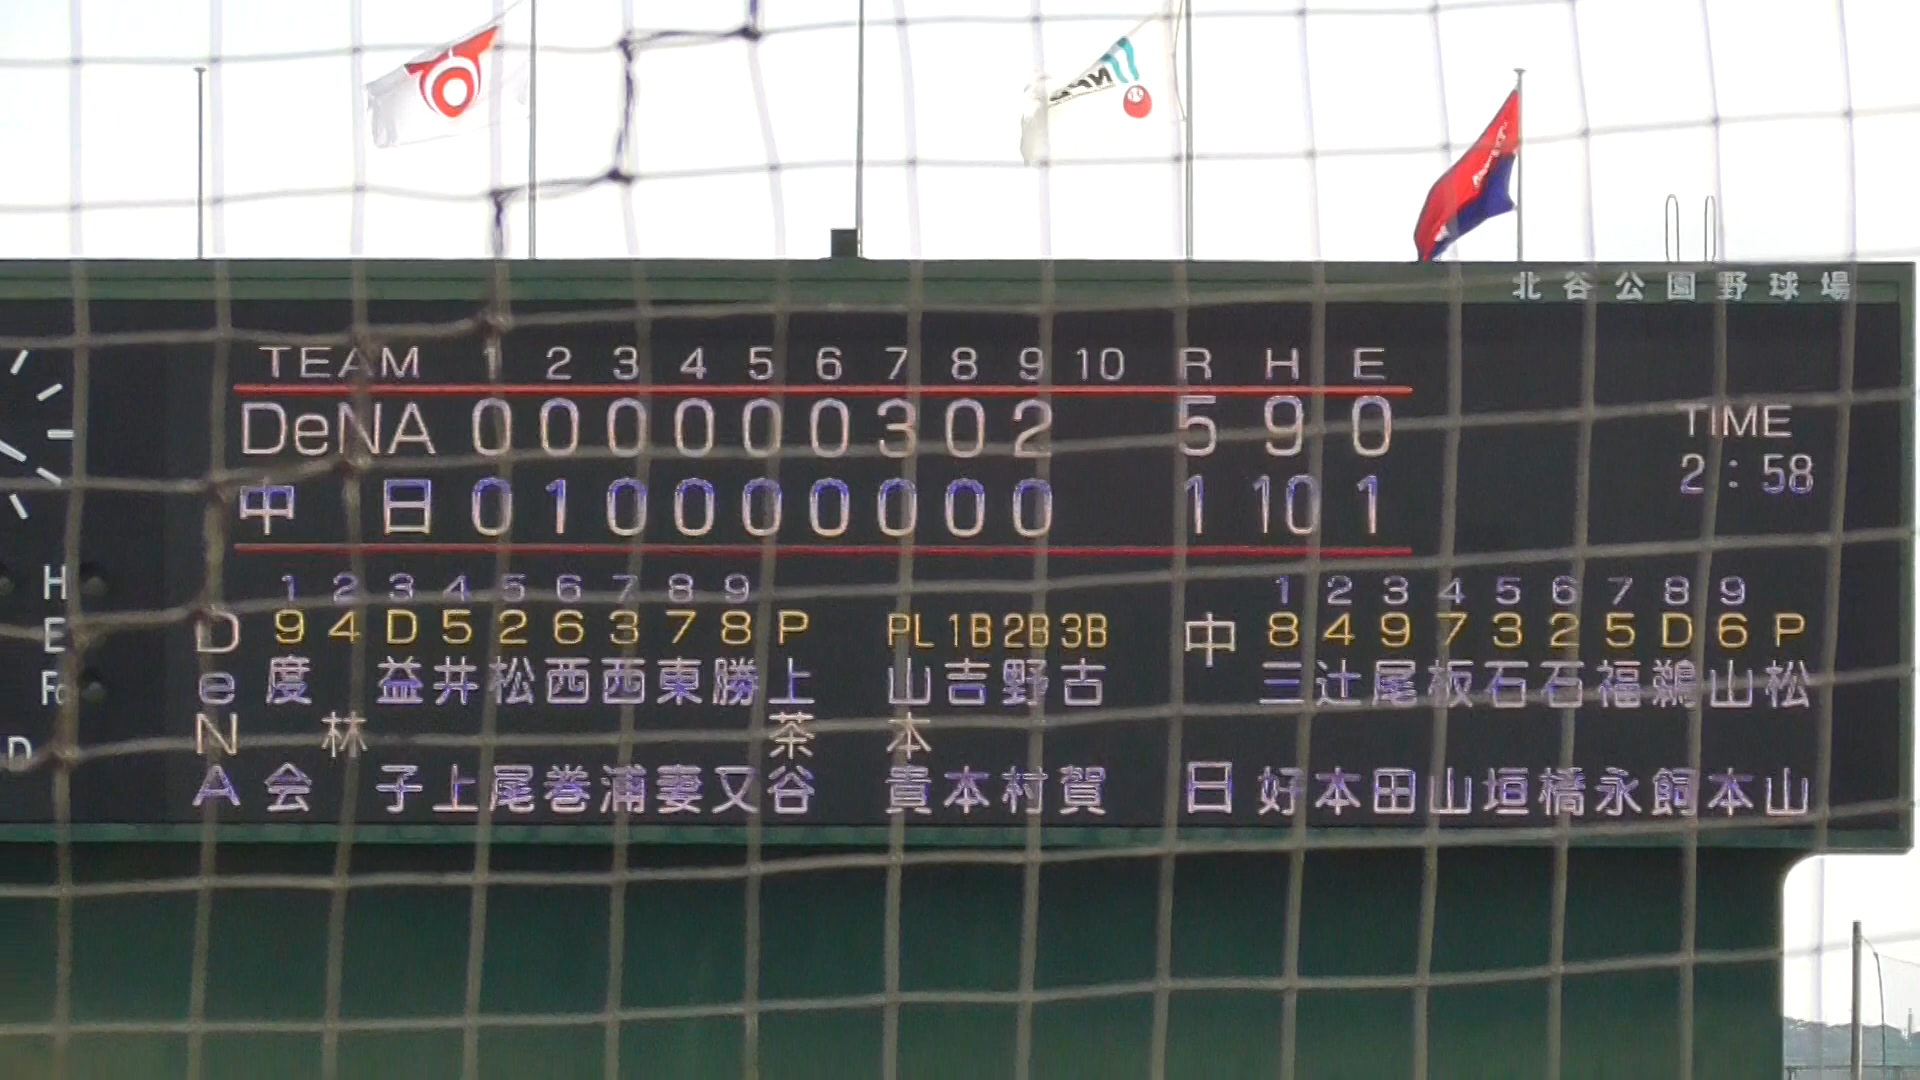 北谷公園野球場
TEAM 1 2 3 4 5 6 7 8 9 10 R H E
DeNA 0 0 0 0 0 0 3 0 2 5 9 0
TIME
2:58
中日 0 1 0 0 0 0 0 0 0 1 10 1
H
E
Fc
D
DeNA
1 2 3 4 5 6 7 8 9
9 4 D 5 2 6 3 7 8 P
度会
林
益子
井上
松尾
西巻
西浦
東妻
勝又
上茶谷
PL 1B 2B 3B
山本貴
吉本
野村
古賀
中日
1 2 3 4 5 6 7 8 9
8 4 9 7 3 2 5 D 6 P
三好
辻本
尾田
板山
石垣
石橋
福永
鵜飼
山本
松山